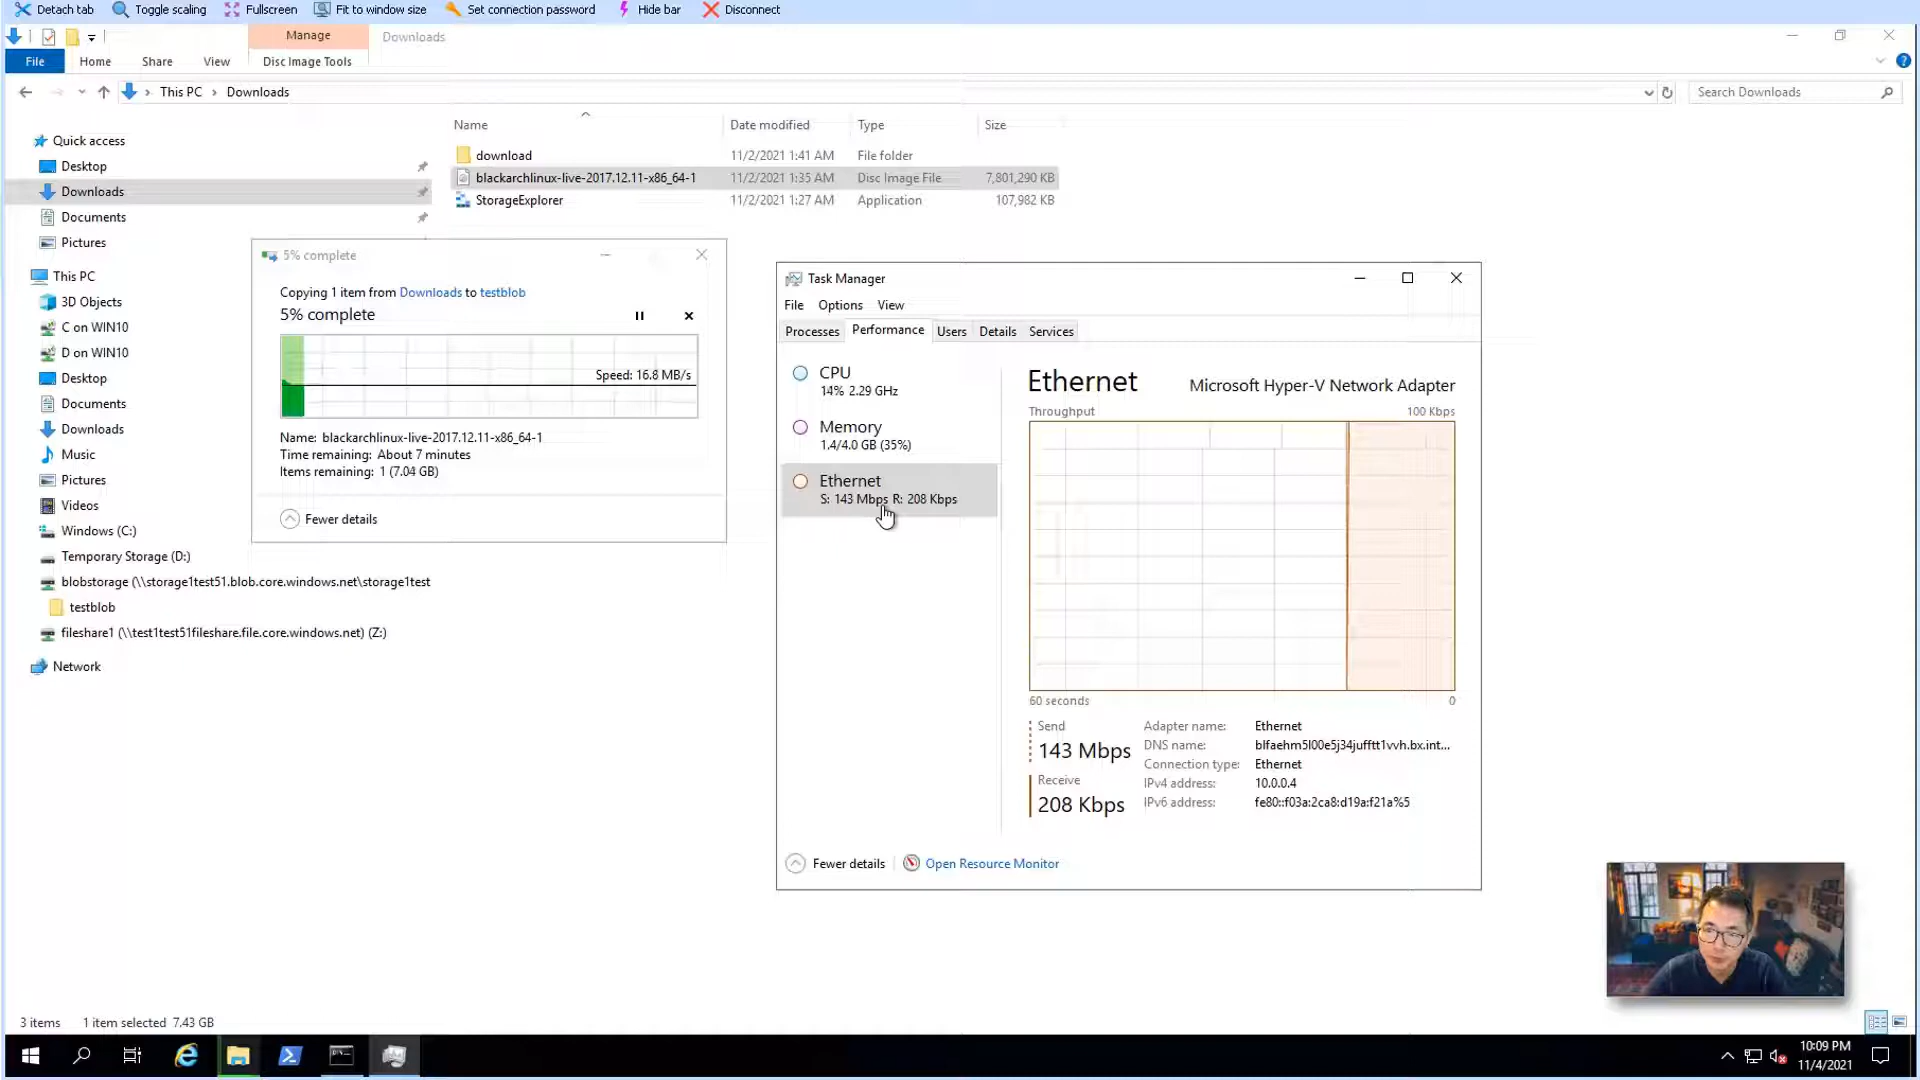 Detach tab Toggle scaling Fullscreen Fit to window size Set connection password Hide bar Disconnect
Manage Downloads
File Home Share View Disc Image Tools
This PC › Downloads Search Downloads
Name Date modified Type Size
download 11/2/2021 1:41 AM File folder
blackarchlinux-live-2017.12.11-x86_64-1 11/2/2021 1:35 AM Disc Image File 7,801,290 KB
StorageExplorer 11/2/2021 1:27 AM Application 107,982 KB
Quick access
Desktop
Downloads
Documents
Pictures
This PC
3D Objects
C on WIN10
D on WIN10
Desktop
Documents
Downloads
Music
Pictures
Videos
Windows (C:)
Temporary Storage (D:)
blobstorage (\\storage1test51.blob.core.windows.net\storage1test
testblob
fileshare1 (\\test1test51fileshare.file.core.windows.net) (Z:)
Network
5% complete
Copying 1 item from Downloads to testblob
5% complete
Speed: 16.8 MB/s
Name: blackarchlinux-live-2017.12.11-x86_64-1
Time remaining: About 7 minutes
Items remaining: 1 (7.04 GB)
Fewer details
Task Manager
File Options View
Processes Performance Users Details Services
CPU
14% 2.29 GHz
Memory
1.4/4.0 GB (35%)
Ethernet
S: 143 Mbps R: 208 Kbps
Ethernet Microsoft Hyper-V Network Adapter
Throughput 100 Kbps
60 seconds 0
Send
143 Mbps
Receive
208 Kbps
Adapter name: Ethernet
DNS name: blfaehm5l00e5j34jufftt1vvh.bx.int...
Connection type: Ethernet
IPv4 address: 10.0.0.4
IPv6 address: fe80::f03a:2ca8:d19a:f21a%5
Fewer details Open Resource Monitor
3 items 1 item selected 7.43 GB
10:09 PM
11/4/2021